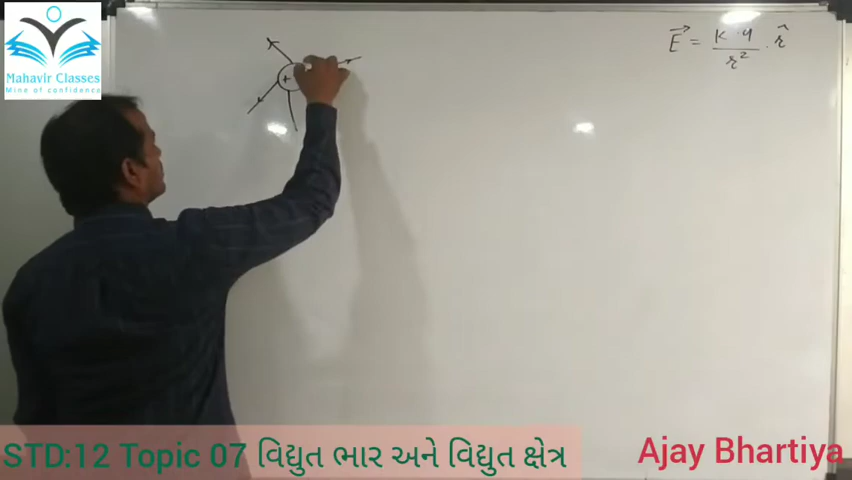 Mahavir Classes
Mine of confidence
E⃗ = K·q/r² · r̂
+
STD:12 Topic 07 વિદ્યુત ભાર અને વિદ્યુત ક્ષેત્ર
Ajay Bhartiya